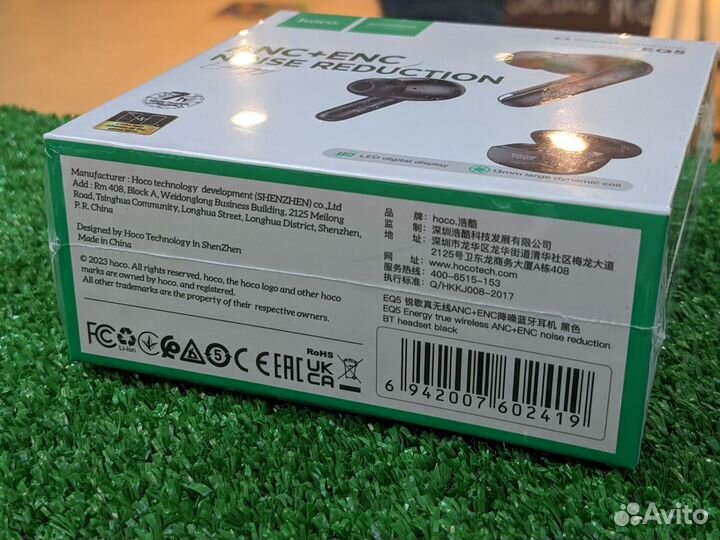 hoco.
premium
EQ5
ANC+ENC
NOISE REDUCTION
LED LED digital display
13mm large dynamic coil
Manufacturer : Hoco technology development (SHENZHEN) co.,Ltd
Add : Rm 408, Block A, Weidonglong Business Building, 2125 Meilong
Road, Tsinghua Community, Longhua Street, Longhua District, Shenzhen,
P. R. China
Designed by Hoco Technology in ShenZhen
Made in China
© 2023 hoco. All rights reserved, hoco, the hoco logo and other hoco
marks are owned by hoco. and registered.
All other trademarks are the property of their respective owners.
FC Li-ion 5 CE EAC UK CA RoHS
品 牌: hoco.浩酷
监 制: 深圳浩酷科技发展有限公司
地 址: 深圳市龙华区龙华街道清华社区梅龙大道
2125号卫东龙商务大厦A栋408
网 址: www.hocotech.com
服务热线: 400-6515-153
执行标准: Q/HKKJ008-2017
EQ5 锐歌真无线ANC+ENC降噪蓝牙耳机 黑色
EQ5 Energy true wireless ANC+ENC noise reduction
BT headset black
6 942007 602419
Avito